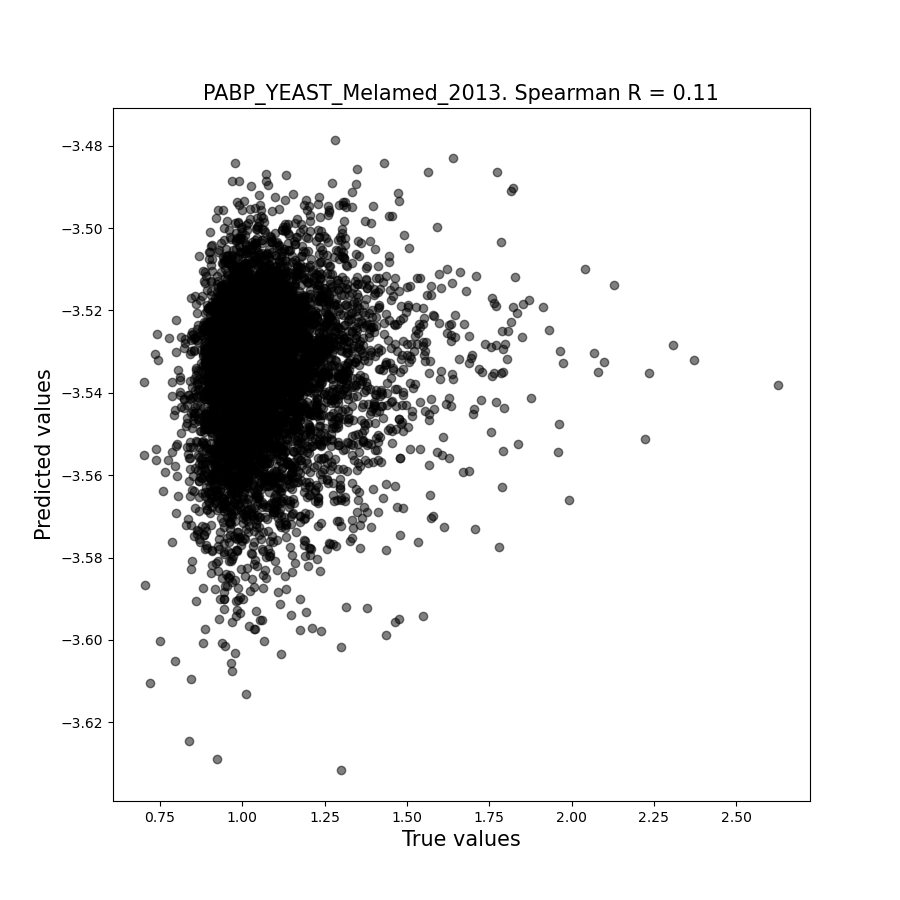 PABP_YEAST_Melamed_2013. Spearman R = 0.11
−3.48
−3.50
−3.52
−3.54
−3.56
−3.58
−3.60
−3.62
Predicted values
0.75 1.00 1.25 1.50 1.75 2.00 2.25 2.50
True values